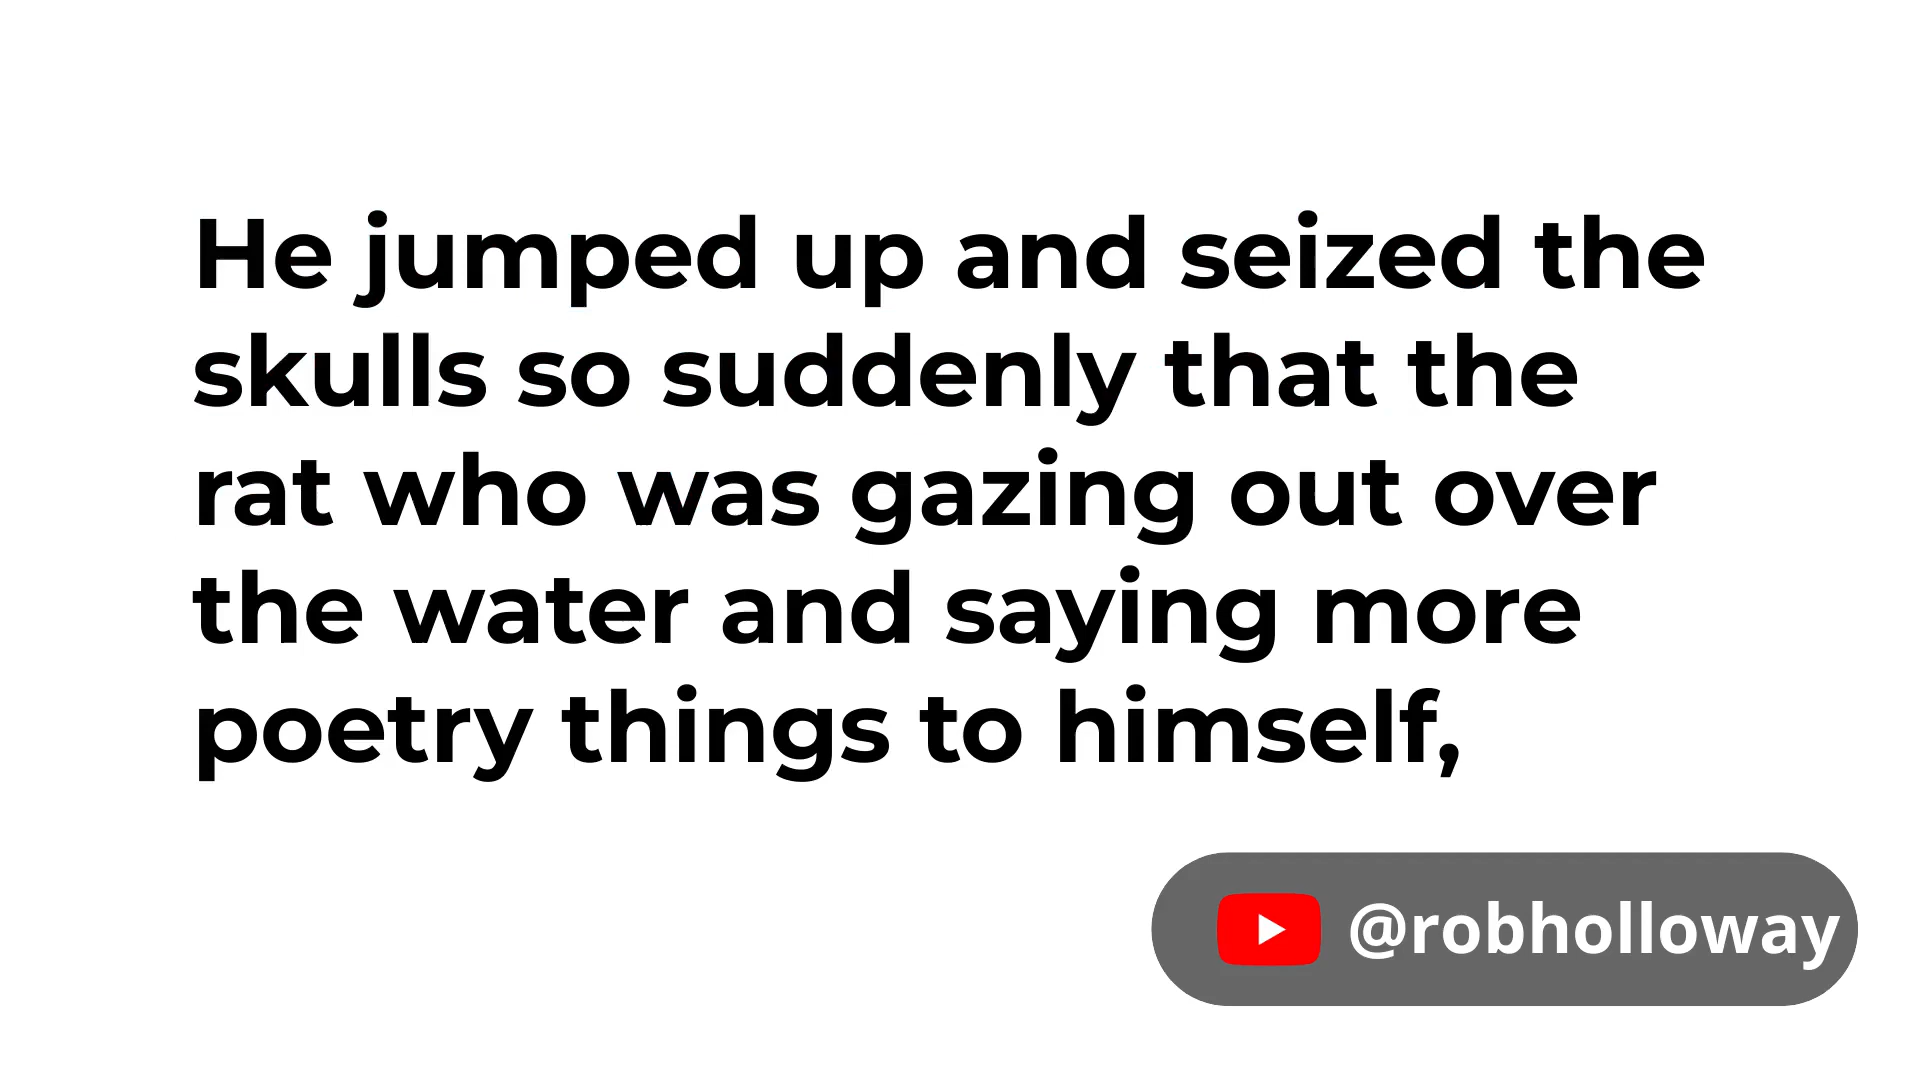 He jumped up and seized the
skulls so suddenly that the
rat who was gazing out over
the water and saying more
poetry things to himself,
@robholloway